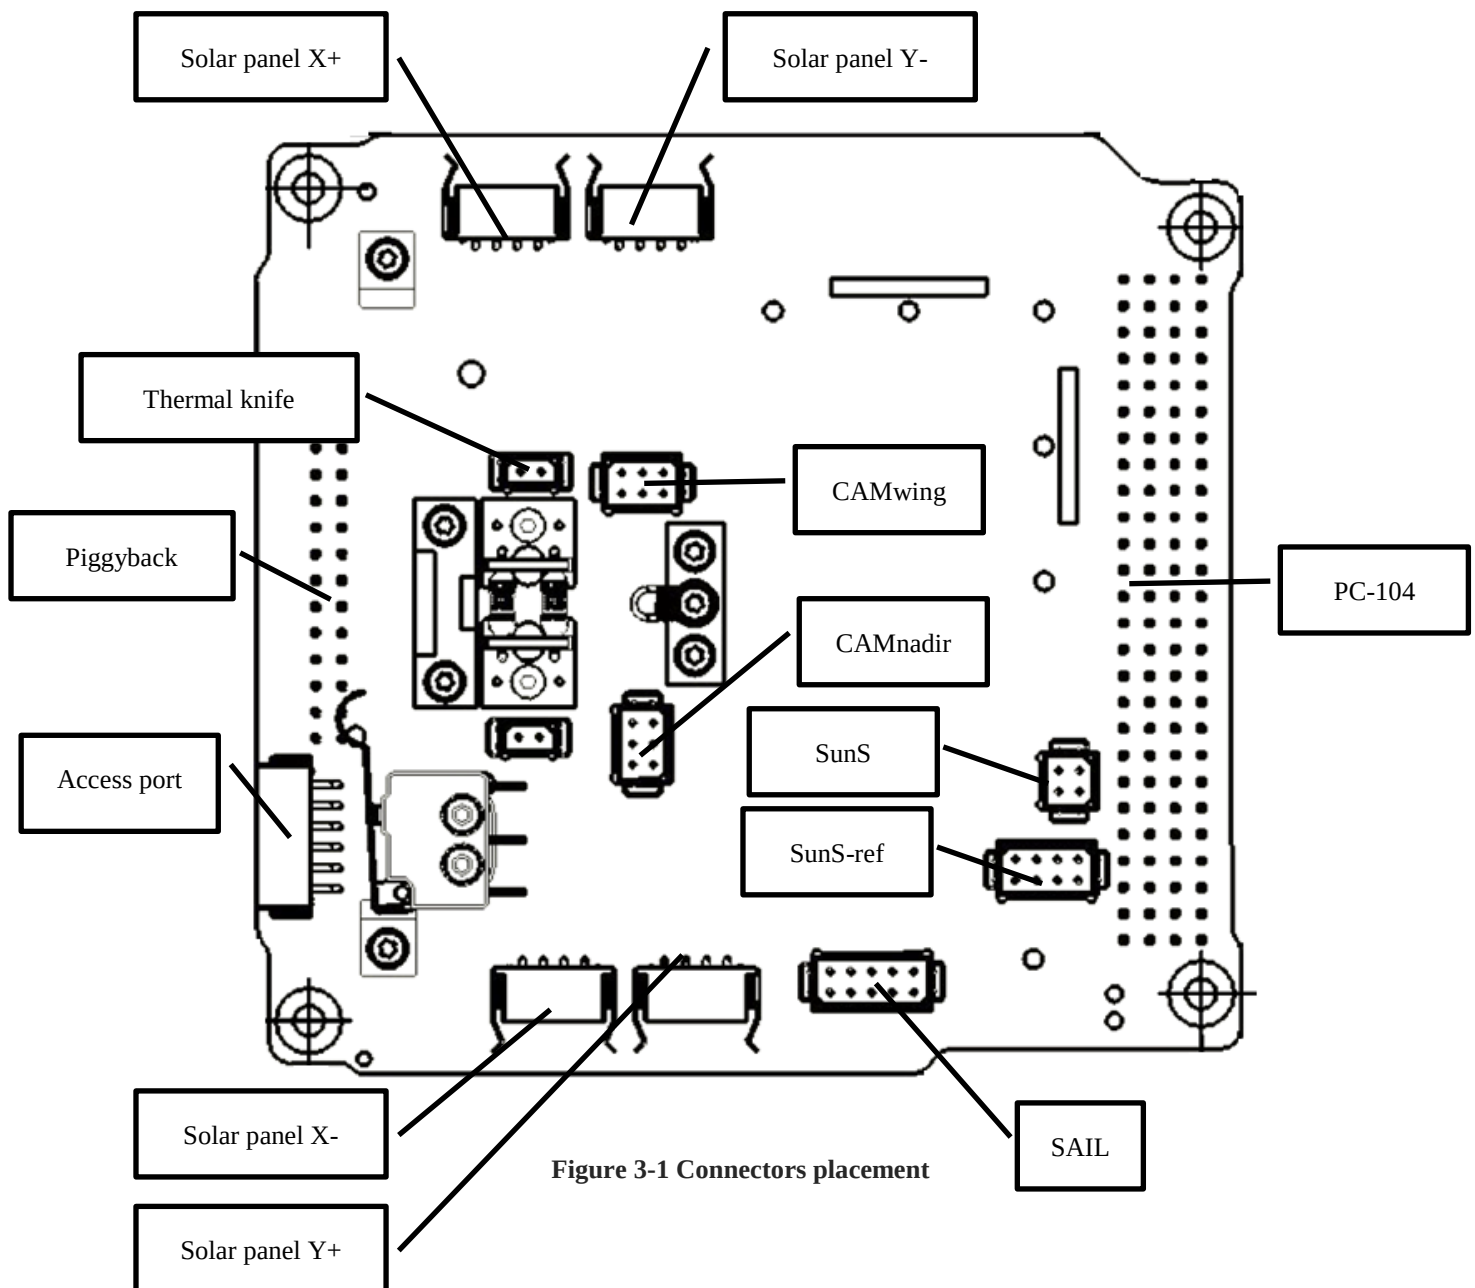 Solar panel X+
Solar panel Y-
Thermal knife
CAMwing
Piggyback
PC-104
CAMnadir
SunS
Access port
SunS-ref
Solar panel X-
SAIL
Figure 3-1 Connectors placement
Solar panel Y+